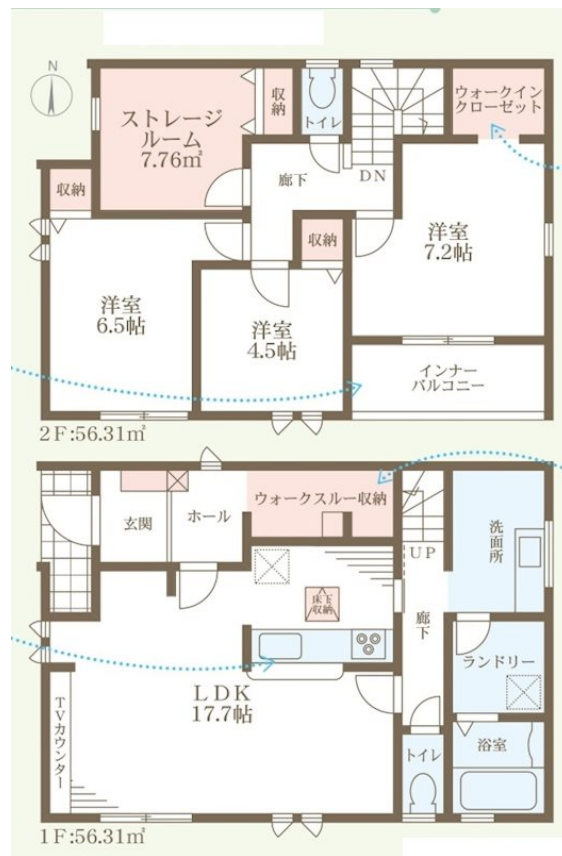 N
ストレージ
ルーム
7.76㎡
収納
トイレ
ウォークイン
クローゼット
DN
廊下
収納
収納
洋室
7.2帖
洋室
6.5帖
洋室
4.5帖
インナー
バルコニー
2F:56.31㎡
玄関
ホール
ウォークスルー収納
洗面所
UP
床下
収納
廊下
ランドリー
LDK
17.7帖
TVカウンター
トイレ
浴室
1F:56.31㎡